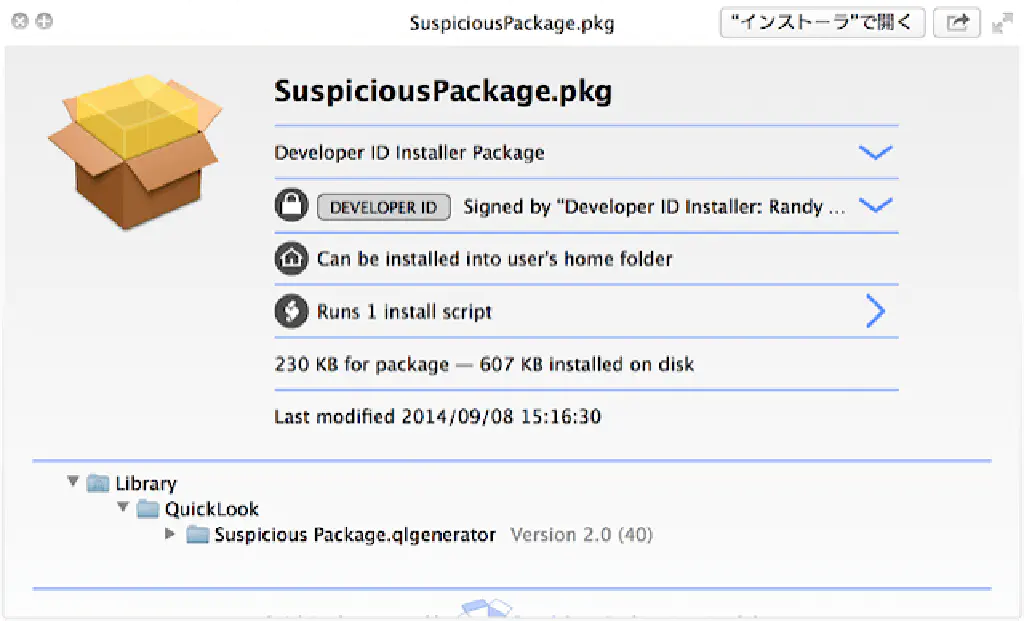 SuspiciousPackage.pkg
“インストーラ”で開く
SuspiciousPackage.pkg
Developer ID Installer Package
DEVELOPER ID Signed by “Developer ID Installer: Randy ...
Can be installed into user's home folder
Runs 1 install script
230 KB for package — 607 KB installed on disk
Last modified 2014/09/08 15:16:30
Library
QuickLook
Suspicious Package.qlgenerator Version 2.0 (40)